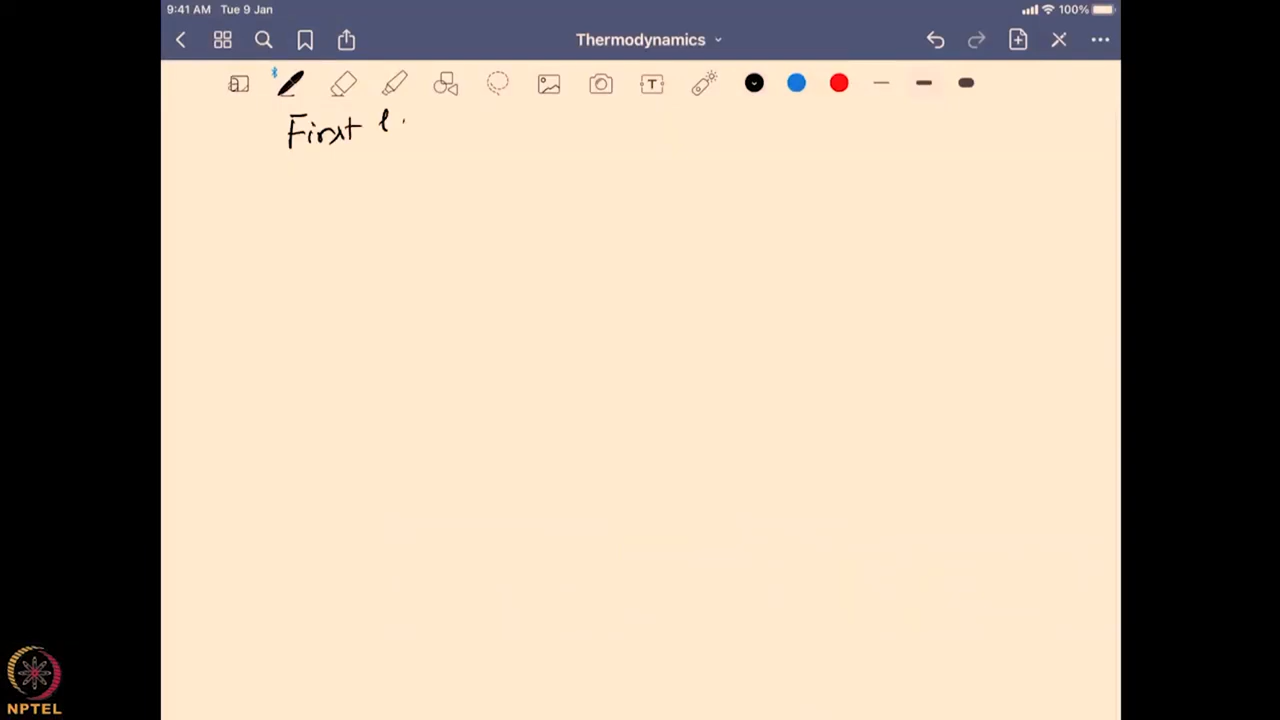 9:41 AM Tue 9 Jan 100%
Thermodynamics
T
First l
NPTEL